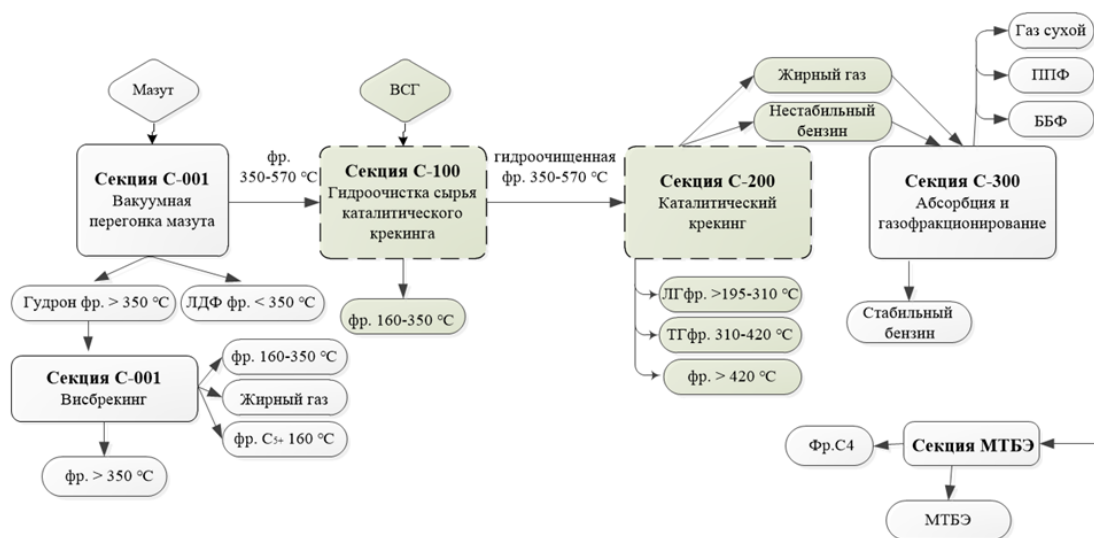 Газ сухой
ППФ
ББФ
Мазут
ВСГ
Жирный газ
Нестабильный
бензин
Секция С-001
Вакуумная
перегонка мазута
фр.
350-570 ℃
Секция С-100
Гидроочистка сырья
каталитического
крекинга
гидроочищенная
фр. 350-570 ℃
Секция С-200
Каталитический
крекинг
Секция С-300
Абсорбция и
газофракционирование
Гудрон фр. > 350 ℃
ЛДФ фр. < 350 ℃
фр. 160-350 ℃
ЛГфр. >195-310 ℃
ТГфр. 310-420 ℃
фр. > 420 ℃
Стабильный
бензин
Секция С-001
Висбрекинг
фр. 160-350 ℃
Жирный газ
фр. С5+ 160 ℃
фр. > 350 ℃
Фр.С4
Секция МТБЭ
МТБЭ